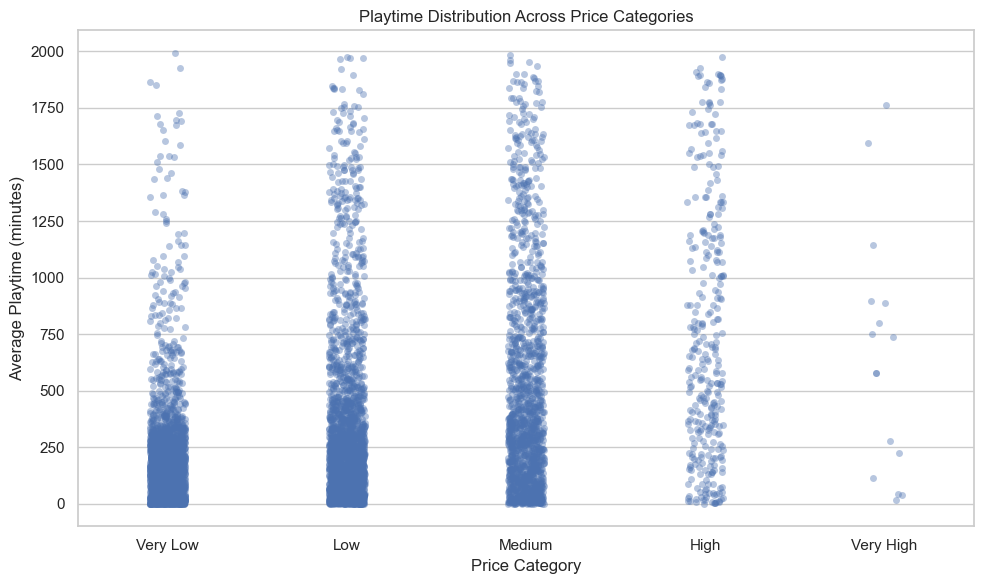 Playtime Distribution Across Price Categories
Average Playtime (minutes)
2000
1750
1500
1250
1000
750
500
250
0
Very Low
Low
Medium
High
Very High
Price Category